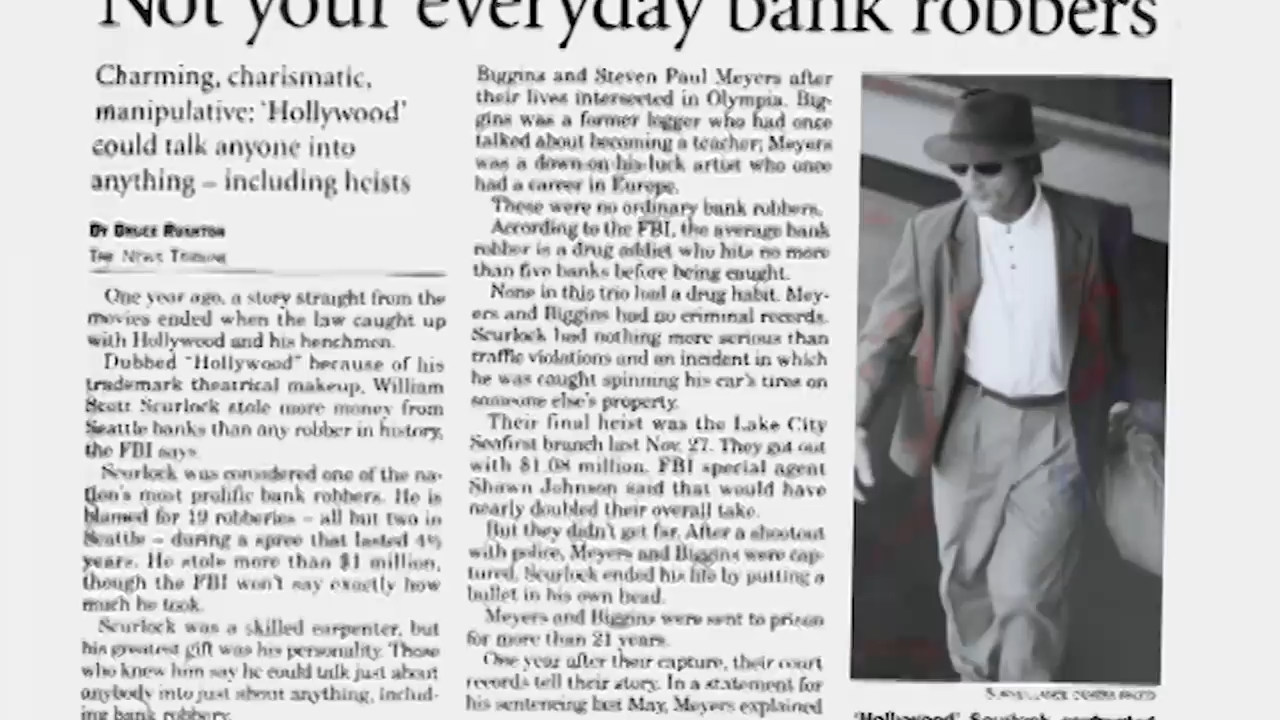 Not your everyday bank robbers
Charming, charismatic,
manipulative: 'Hollywood'
could talk anyone into
anything – including heists
BY BRUCE RUSHTON
The News Tribune
One year ago, a story straight from the
movies ended when the law caught up
with Hollywood and his henchmen.
Dubbed "Hollywood" because of his
trademark theatrical makeup, William
Scott Scurlock stole more money from
Seattle banks than any robber in history,
the FBI says.
Scurlock was considered one of the na-
tion's most prolific bank robbers. He is
blamed for 19 robberies – all but two in
Seattle – during a spree that lasted 4½
years. He stole more than $1 million,
though the FBI won't say exactly how
much he took.
Scurlock was a skilled carpenter, but
his greatest gift was his personality. Those
who knew him say he could talk just about
anybody into just about anything, includ-
ing bank robbery.
Biggins and Steven Paul Meyers after
their lives intersected in Olympia. Big-
gins was a former logger who had once
talked about becoming a teacher; Meyers
was a down-on-his-luck artist who once
had a career in Europe.
These were no ordinary bank robbers.
According to the FBI, the average bank
robber is a drug addict who hits no more
than five banks before being caught.
None in this trio had a drug habit. Mey-
ers and Biggins had no criminal records.
Scurlock had nothing more serious than
traffic violations and an incident in which
he was caught spinning his car's tires on
someone else's property.
Their final heist was the Lake City
Seafirst branch last Nov. 27. They got out
with $1.08 million. FBI special agent
Shawn Johnson said that would have
nearly doubled their overall take.
But they didn't get far. After a shootout
with police, Meyers and Biggins were cap-
tured. Scurlock ended his life by putting a
bullet in his own head.
Meyers and Biggins were sent to prison
for more than 21 years.
One year after their capture, their court
records tell their story. In a statement for
his sentencing last May, Meyers explained
SURVEILLANCE CAMERA PHOTO
'Hollywood' Scurlock